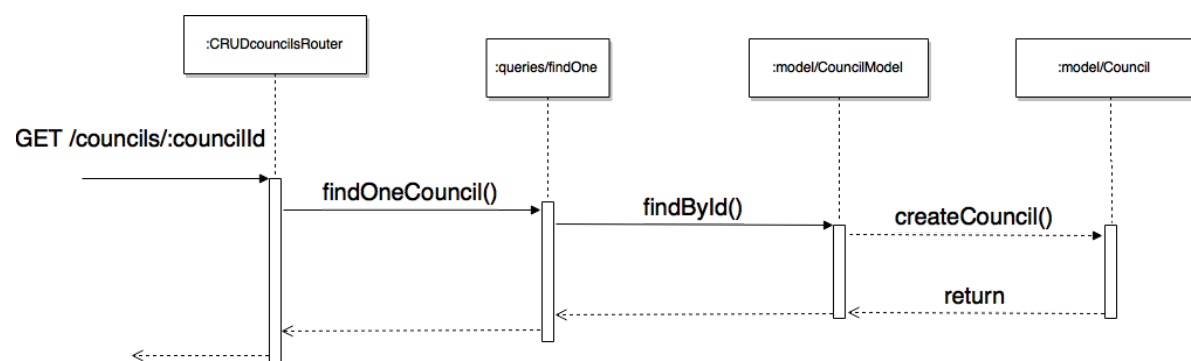 :CRUDcouncilsRouter
:queries/findOne
:model/CouncilModel
:model/Council
GET /councils/:councilId
findOneCouncil()
findById()
createCouncil()
return